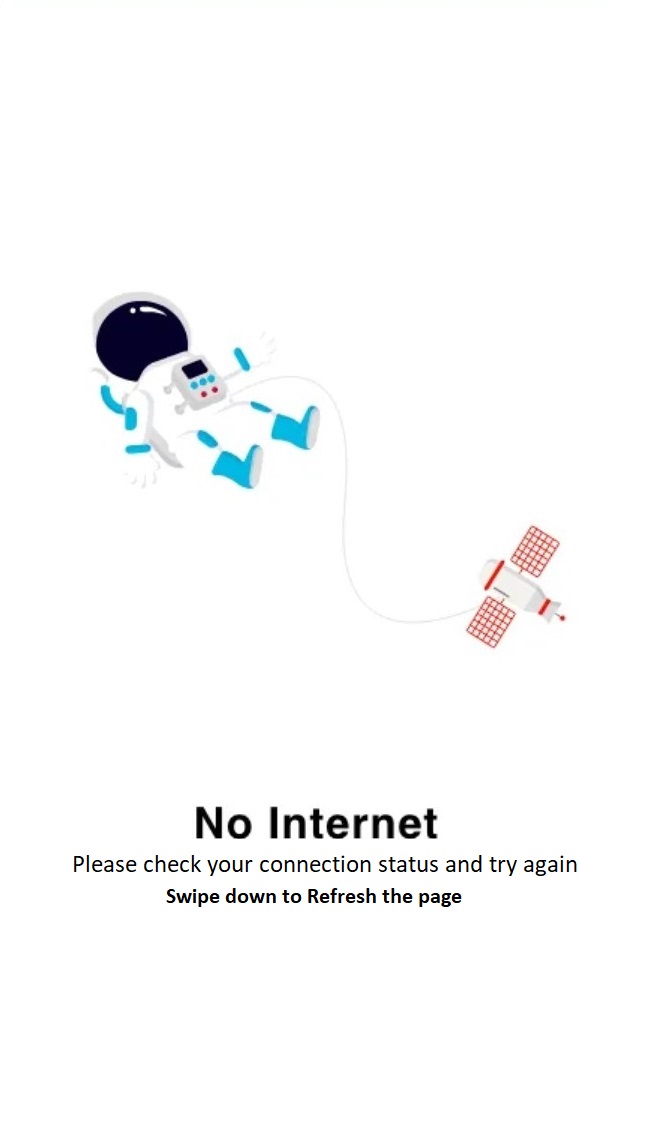 No Internet
Please check your connection status and try again
Swipe down to Refresh the page